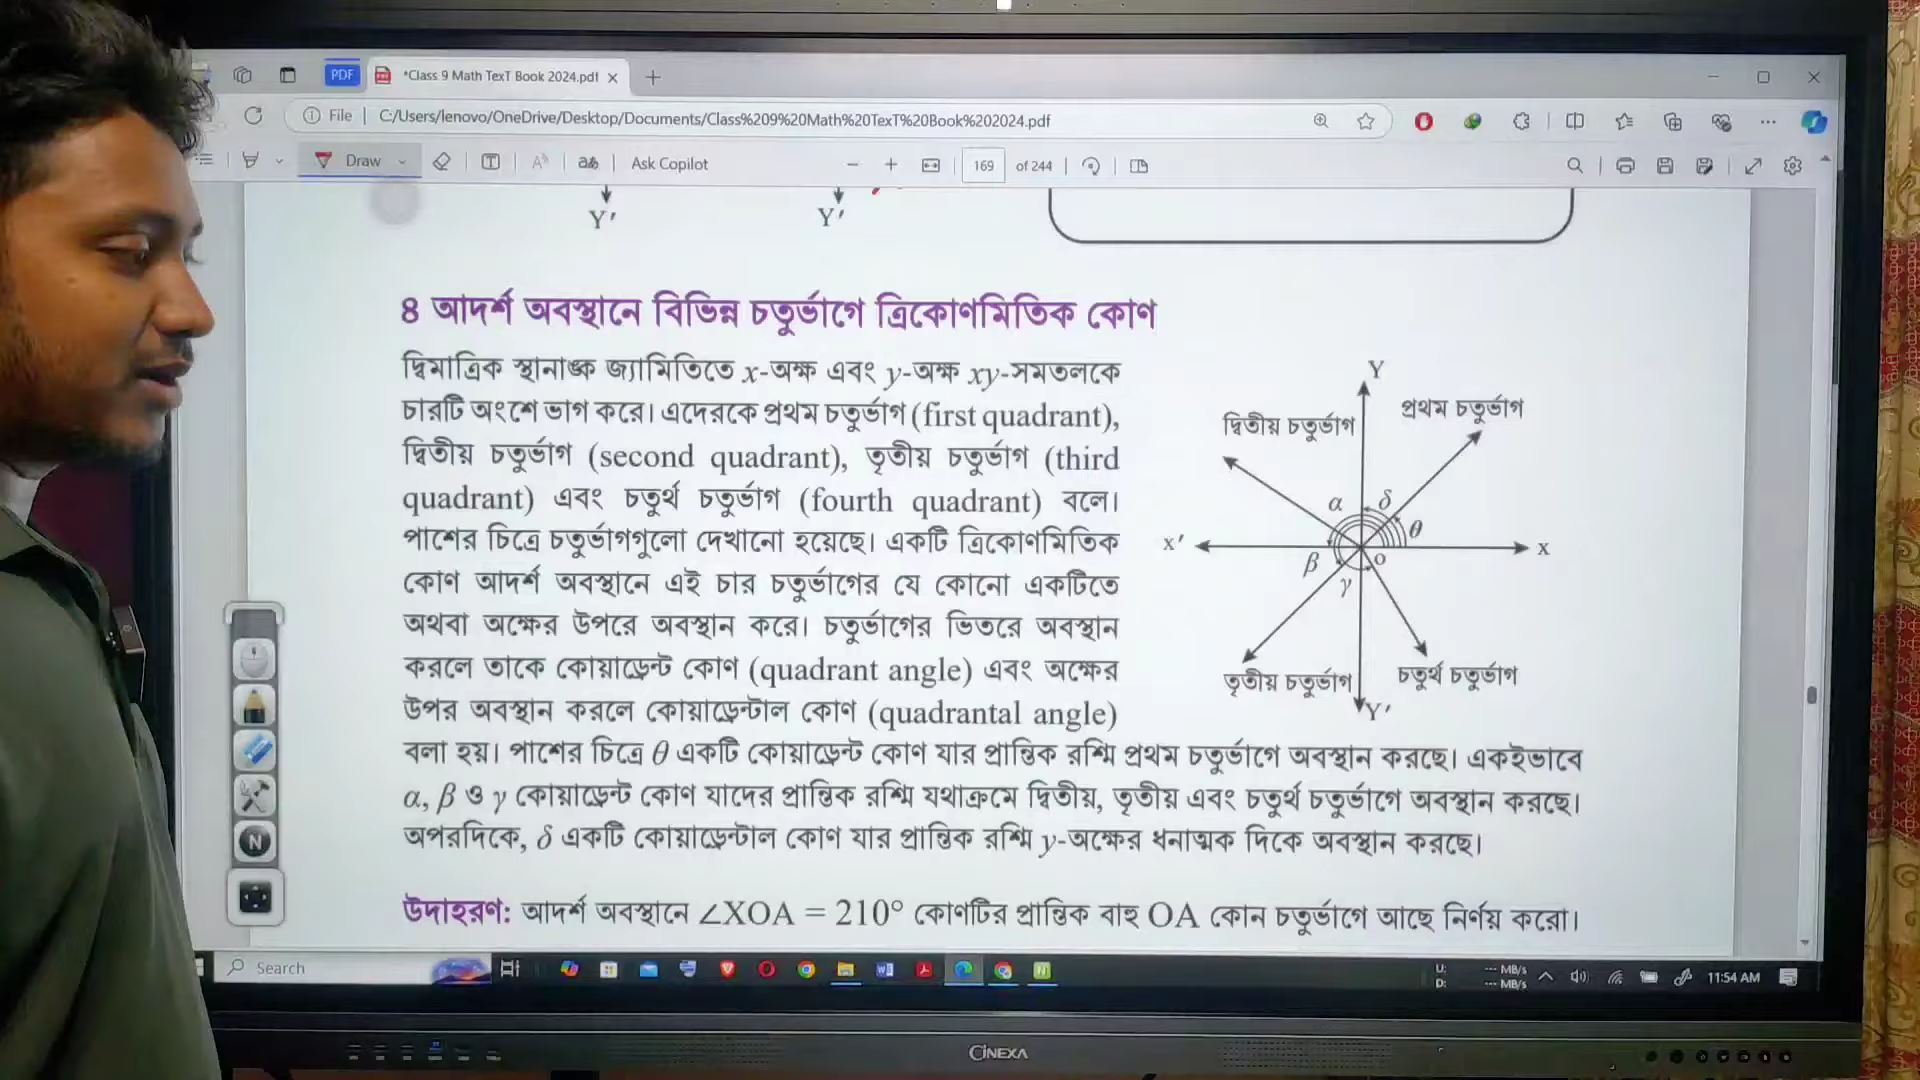 PDF
*Class 9 Math TexT Book 2024.pdf
File
C:/Users/lenovo/OneDrive/Desktop/Documents/Class%209%20Math%20TexT%20Book%202024.pdf
Draw
Ask Copilot
169 of 244
Y′ Y′
৪ আদর্শ অবস্থানে বিভিন্ন চতুর্ভাগে ত্রিকোণমিতিক কোণ
দ্বিমাত্রিক স্থানাঙ্ক জ্যামিতিতে x-অক্ষ এবং y-অক্ষ xy-সমতলকে
চারটি অংশে ভাগ করে। এদেরকে প্রথম চতুর্ভাগ (first quadrant),
দ্বিতীয় চতুর্ভাগ (second quadrant), তৃতীয় চতুর্ভাগ (third
quadrant) এবং চতুর্থ চতুর্ভাগ (fourth quadrant) বলে।
পাশের চিত্রে চতুর্ভাগগুলো দেখানো হয়েছে। একটি ত্রিকোণমিতিক
কোণ আদর্শ অবস্থানে এই চার চতুর্ভাগের যে কোনো একটিতে
অথবা অক্ষের উপরে অবস্থান করে। চতুর্ভাগের ভিতরে অবস্থান
করলে তাকে কোয়াড্রেন্ট কোণ (quadrant angle) এবং অক্ষের
উপর অবস্থান করলে কোয়াড্রেন্টাল কোণ (quadrantal angle)
বলা হয়। পাশের চিত্রে θ একটি কোয়াড্রেন্ট কোণ যার প্রান্তিক রশ্মি প্রথম চতুর্ভাগে অবস্থান করছে। একইভাবে
α, β ও γ কোয়াড্রেন্ট কোণ যাদের প্রান্তিক রশ্মি যথাক্রমে দ্বিতীয়, তৃতীয় এবং চতুর্থ চতুর্ভাগে অবস্থান করছে।
অপরদিকে, δ একটি কোয়াড্রেন্টাল কোণ যার প্রান্তিক রশ্মি y-অক্ষের ধনাত্মক দিকে অবস্থান করছে।
Y
দ্বিতীয় চতুর্ভাগ প্রথম চতুর্ভাগ
α δ θ
X′ X
β γ O
তৃতীয় চতুর্ভাগ চতুর্থ চতুর্ভাগ
Y′
উদাহরণ: আদর্শ অবস্থানে ∠XOA = 210° কোণটির প্রান্তিক বাহু OA কোন চতুর্ভাগে আছে নির্ণয় করো।
N
Search
U: --- MB/s
D: --- MB/s
11:54 AM
CINEXA